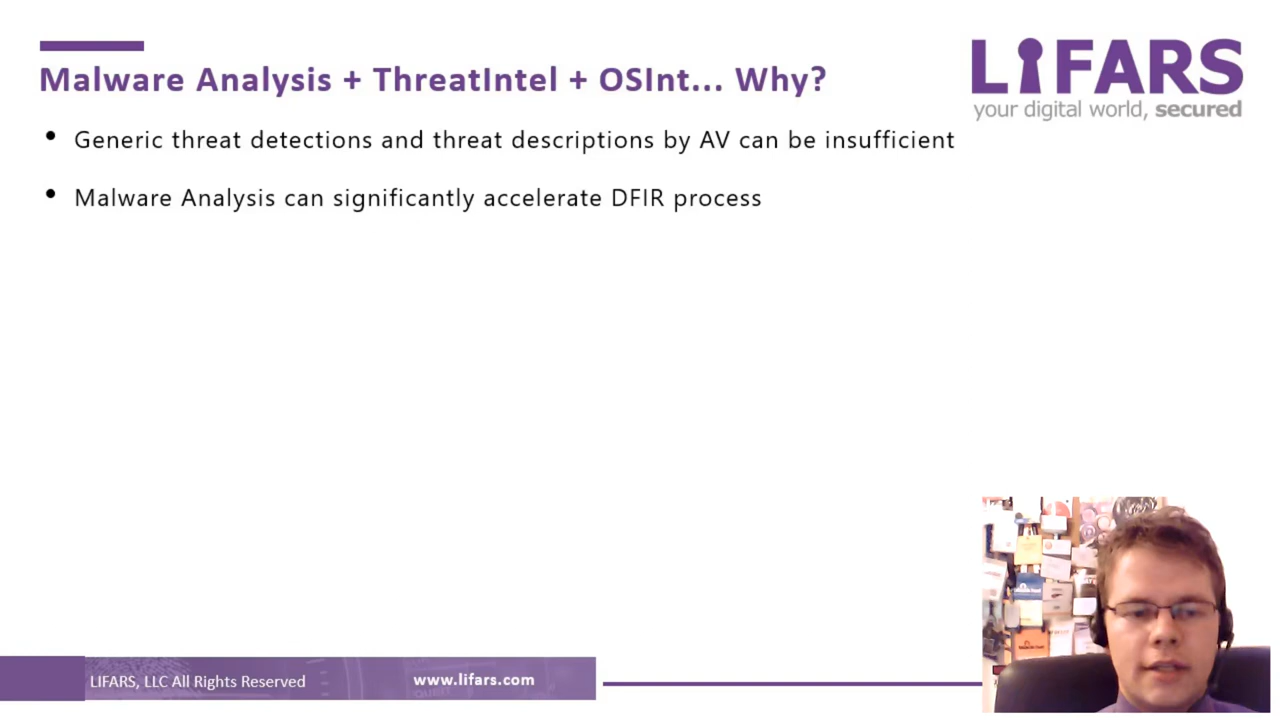 Malware Analysis + ThreatIntel + OSInt... Why?
LIFARS
your digital world, secured
• Generic threat detections and threat descriptions by AV can be insufficient
• Malware Analysis can significantly accelerate DFIR process
LIFARS, LLC All Rights Reserved
www.lifars.com